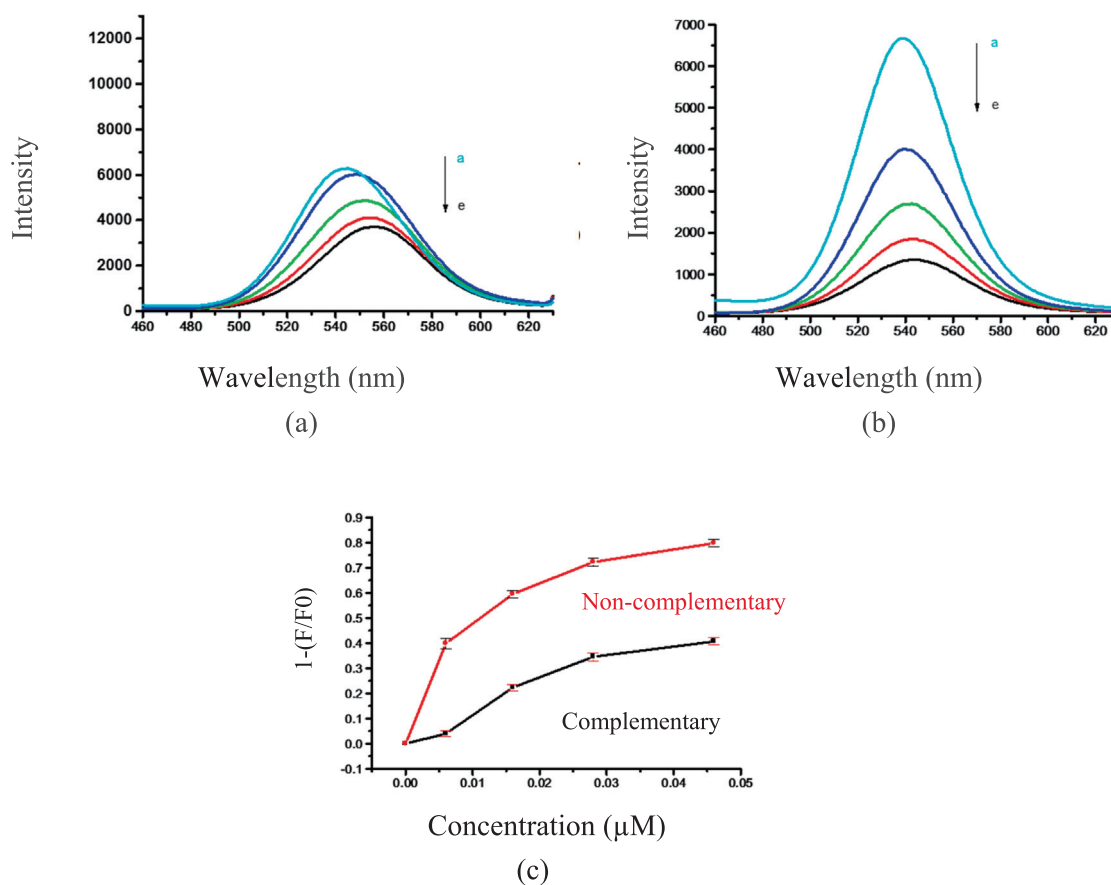 Intensity
12000
10000
8000
6000
4000
2000
0
460 480 500 520 540 560 580 600 620
a
e
Wavelength (nm)
(a)
Intensity
7000
6000
5000
4000
3000
2000
1000
0
460 480 500 520 540 560 580 600 620
a
e
Wavelength (nm)
(b)
1-(F/F0)
0.9
0.8
0.7
0.6
0.5
0.4
0.3
0.2
0.1
0.0
-0.1
0.00 0.01 0.02 0.03 0.04 0.05
Non-complementary
Complementary
Concentration (µM)
(c)